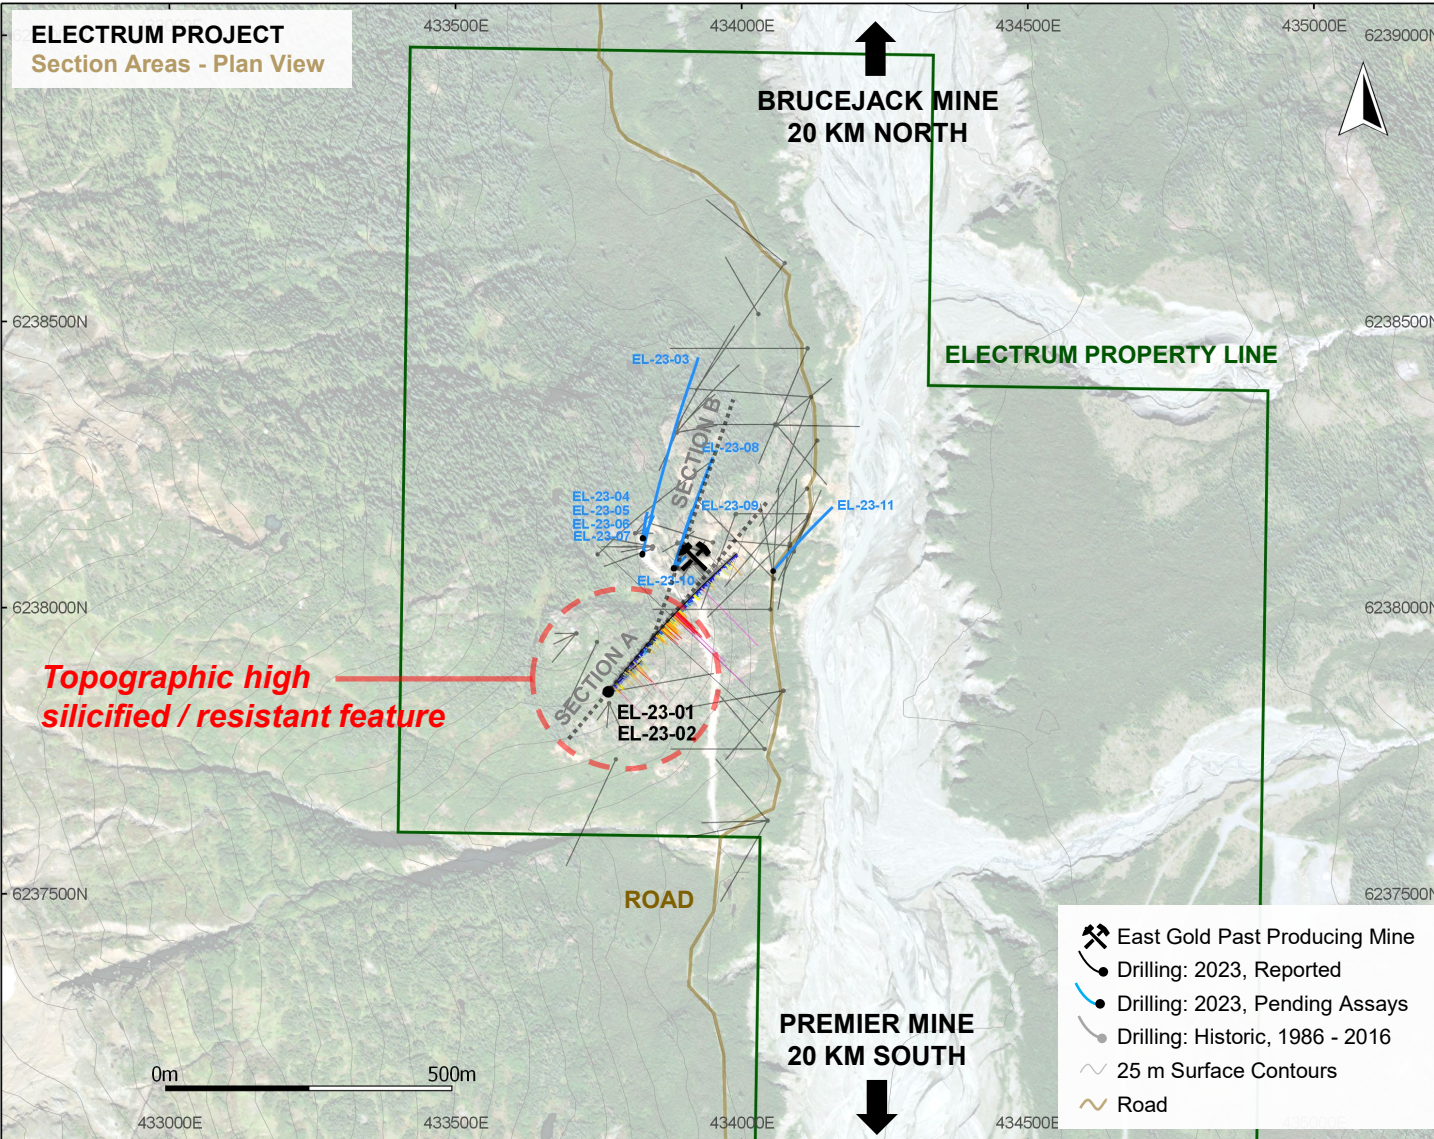 ELECTRUM PROJECT
Section Areas - Plan View
433500E
434000E
434500E
435000E
6239000N
BRUCEJACK MINE
20 KM NORTH
6238500N
6238500N
ELECTRUM PROPERTY LINE
EL-23-03
SECTION B
EL-23-08
EL-23-04
EL-23-05
EL-23-06
EL-23-07
EL-23-09
EL-23-11
EL-23-10
6238000N
6238000N
SECTION A
Topographic high
silicified / resistant feature
EL-23-01
EL-23-02
6237500N
6237500N
ROAD
East Gold Past Producing Mine
Drilling: 2023, Reported
Drilling: 2023, Pending Assays
Drilling: Historic, 1986 - 2016
25 m Surface Contours
Road
PREMIER MINE
20 KM SOUTH
0m
500m
433000E
433500E
434000E
434500E
435000E